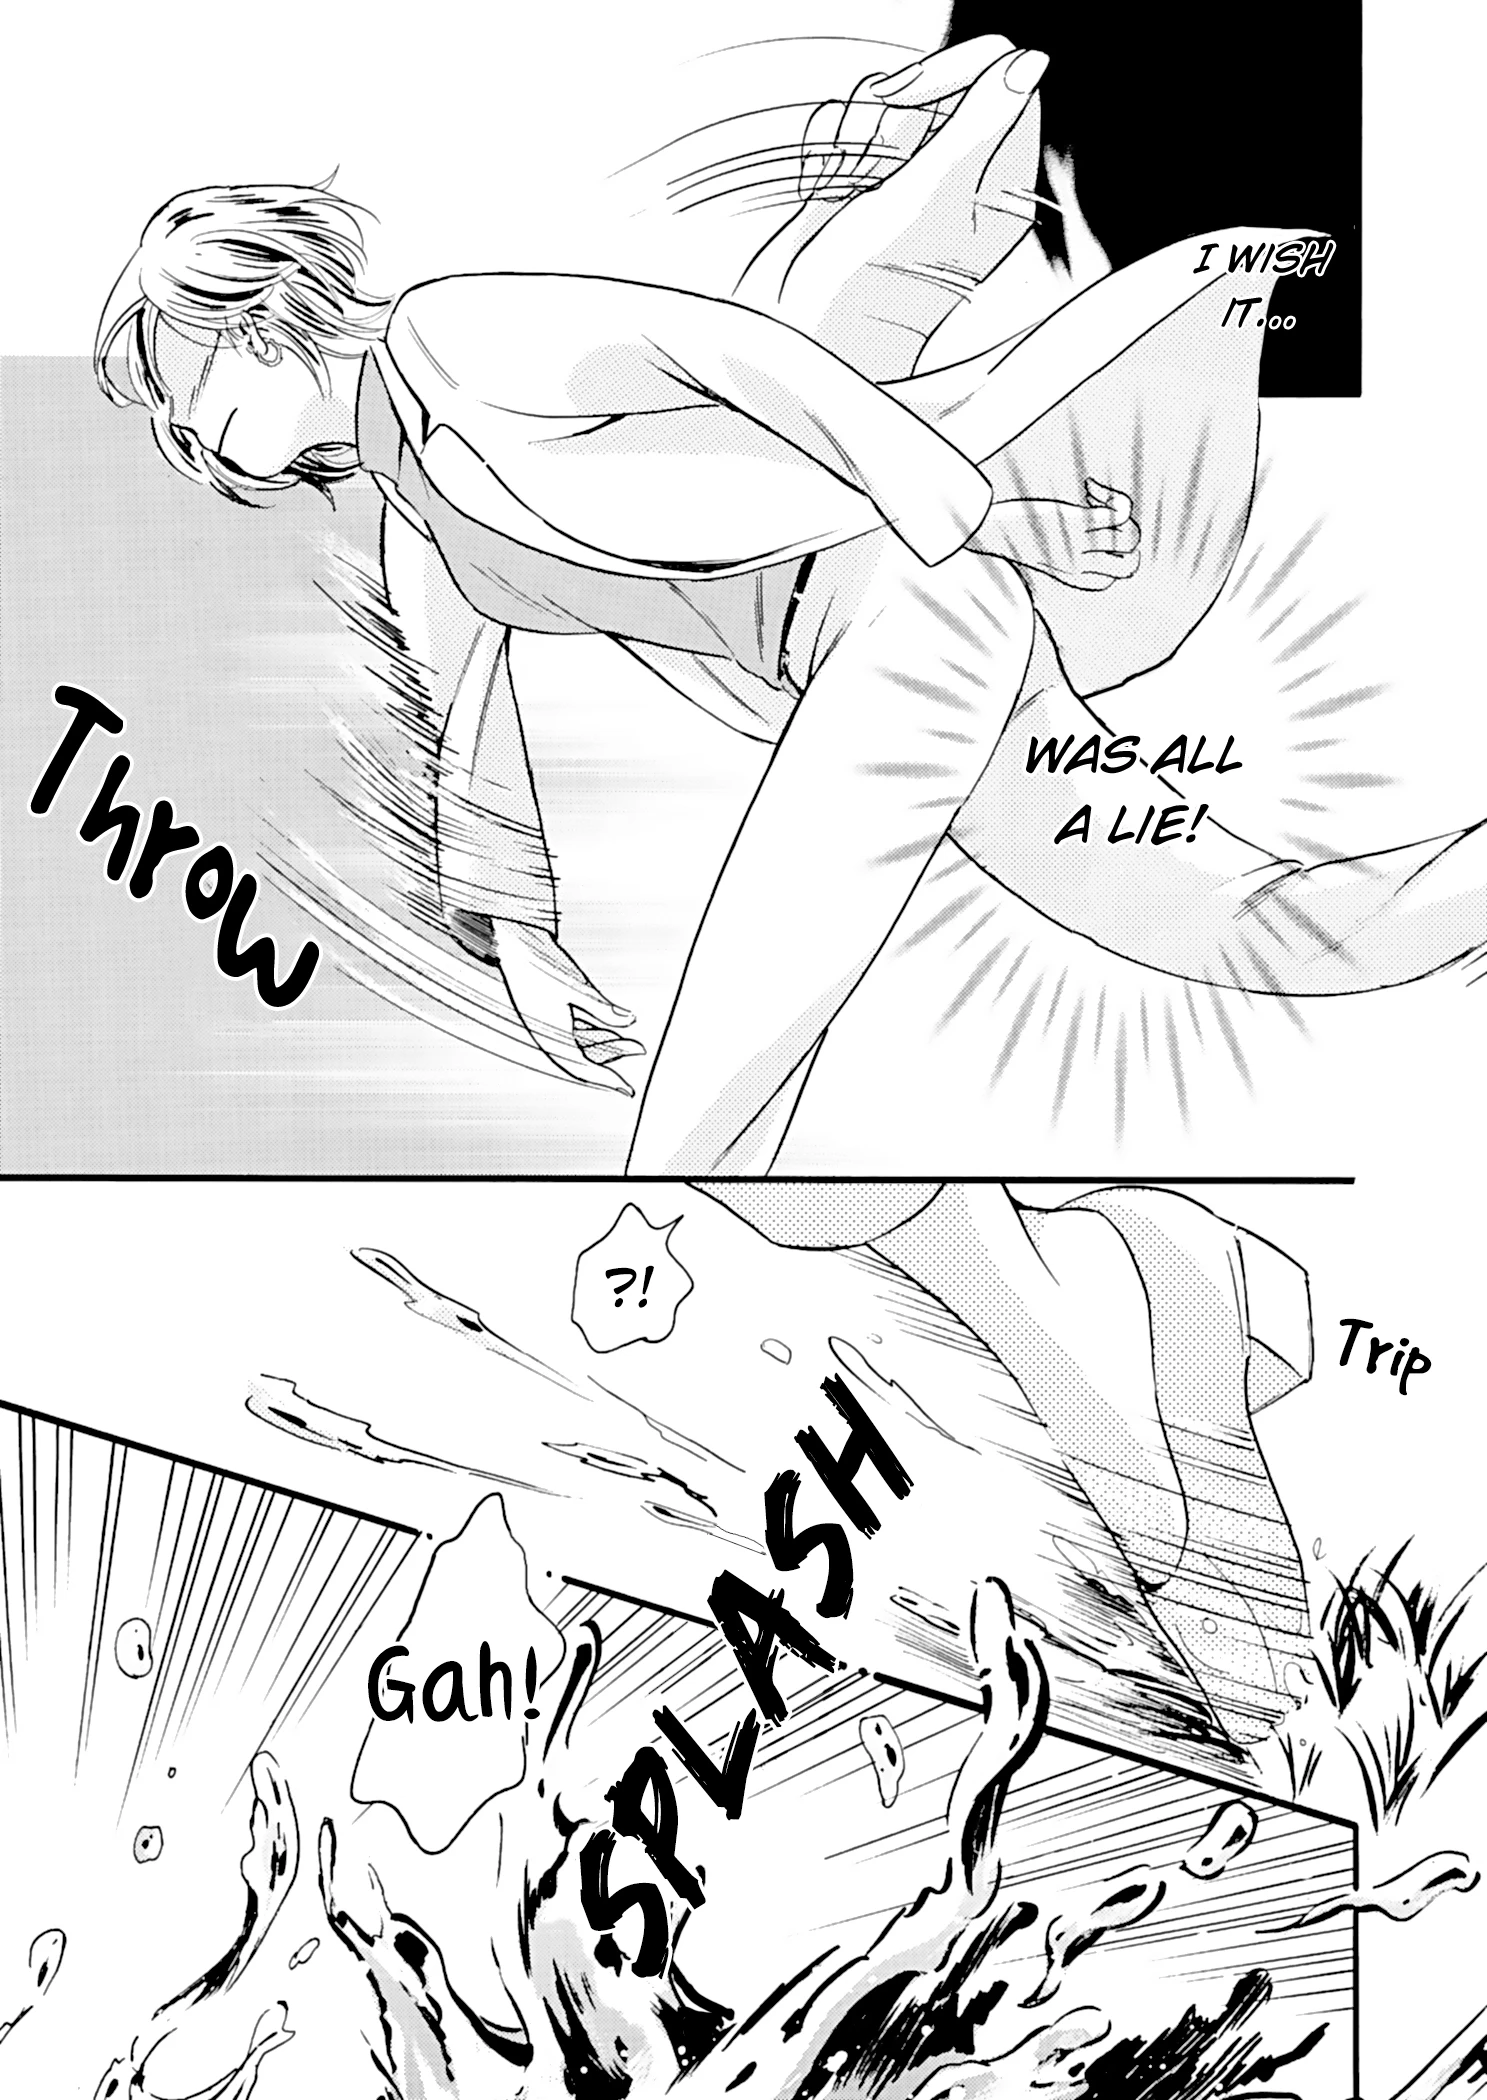 I WISH
IT...
WAS ALL
A LIE!
Throw
?!
Trip
SPLASH
Gah!